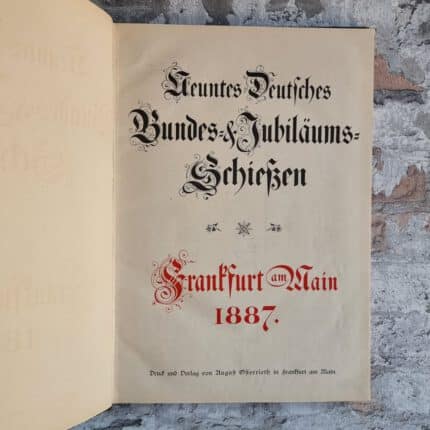 Neuntes Deutsches
Bundes-& Jubiläums-
Schießen
Frankfurt am Main
1887.
Druck und Verlag von August Osterrieth in Frankfurt am Main.